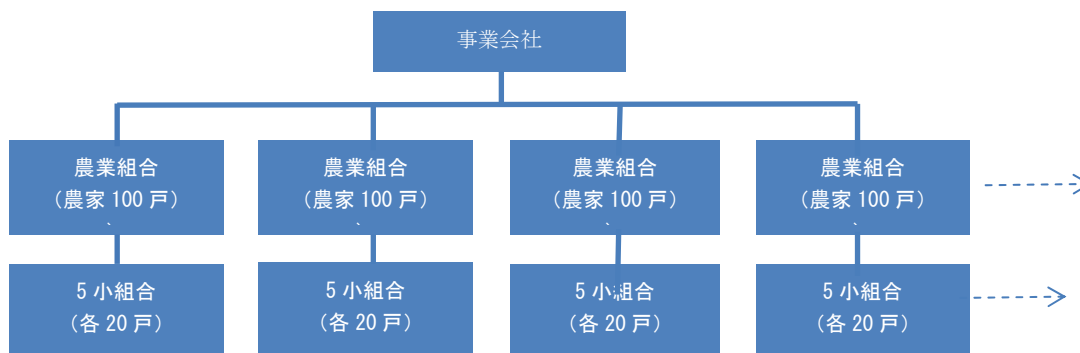 事業会社
農業組合
（農家 100 戸）
農業組合
（農家 100 戸）
農業組合
（農家 100 戸）
農業組合
（農家 100 戸）
5 小組合
（各 20 戸）
5 小組合
（各 20 戸）
5 小組合
（各 20 戸）
5 小組合
（各 20 戸）